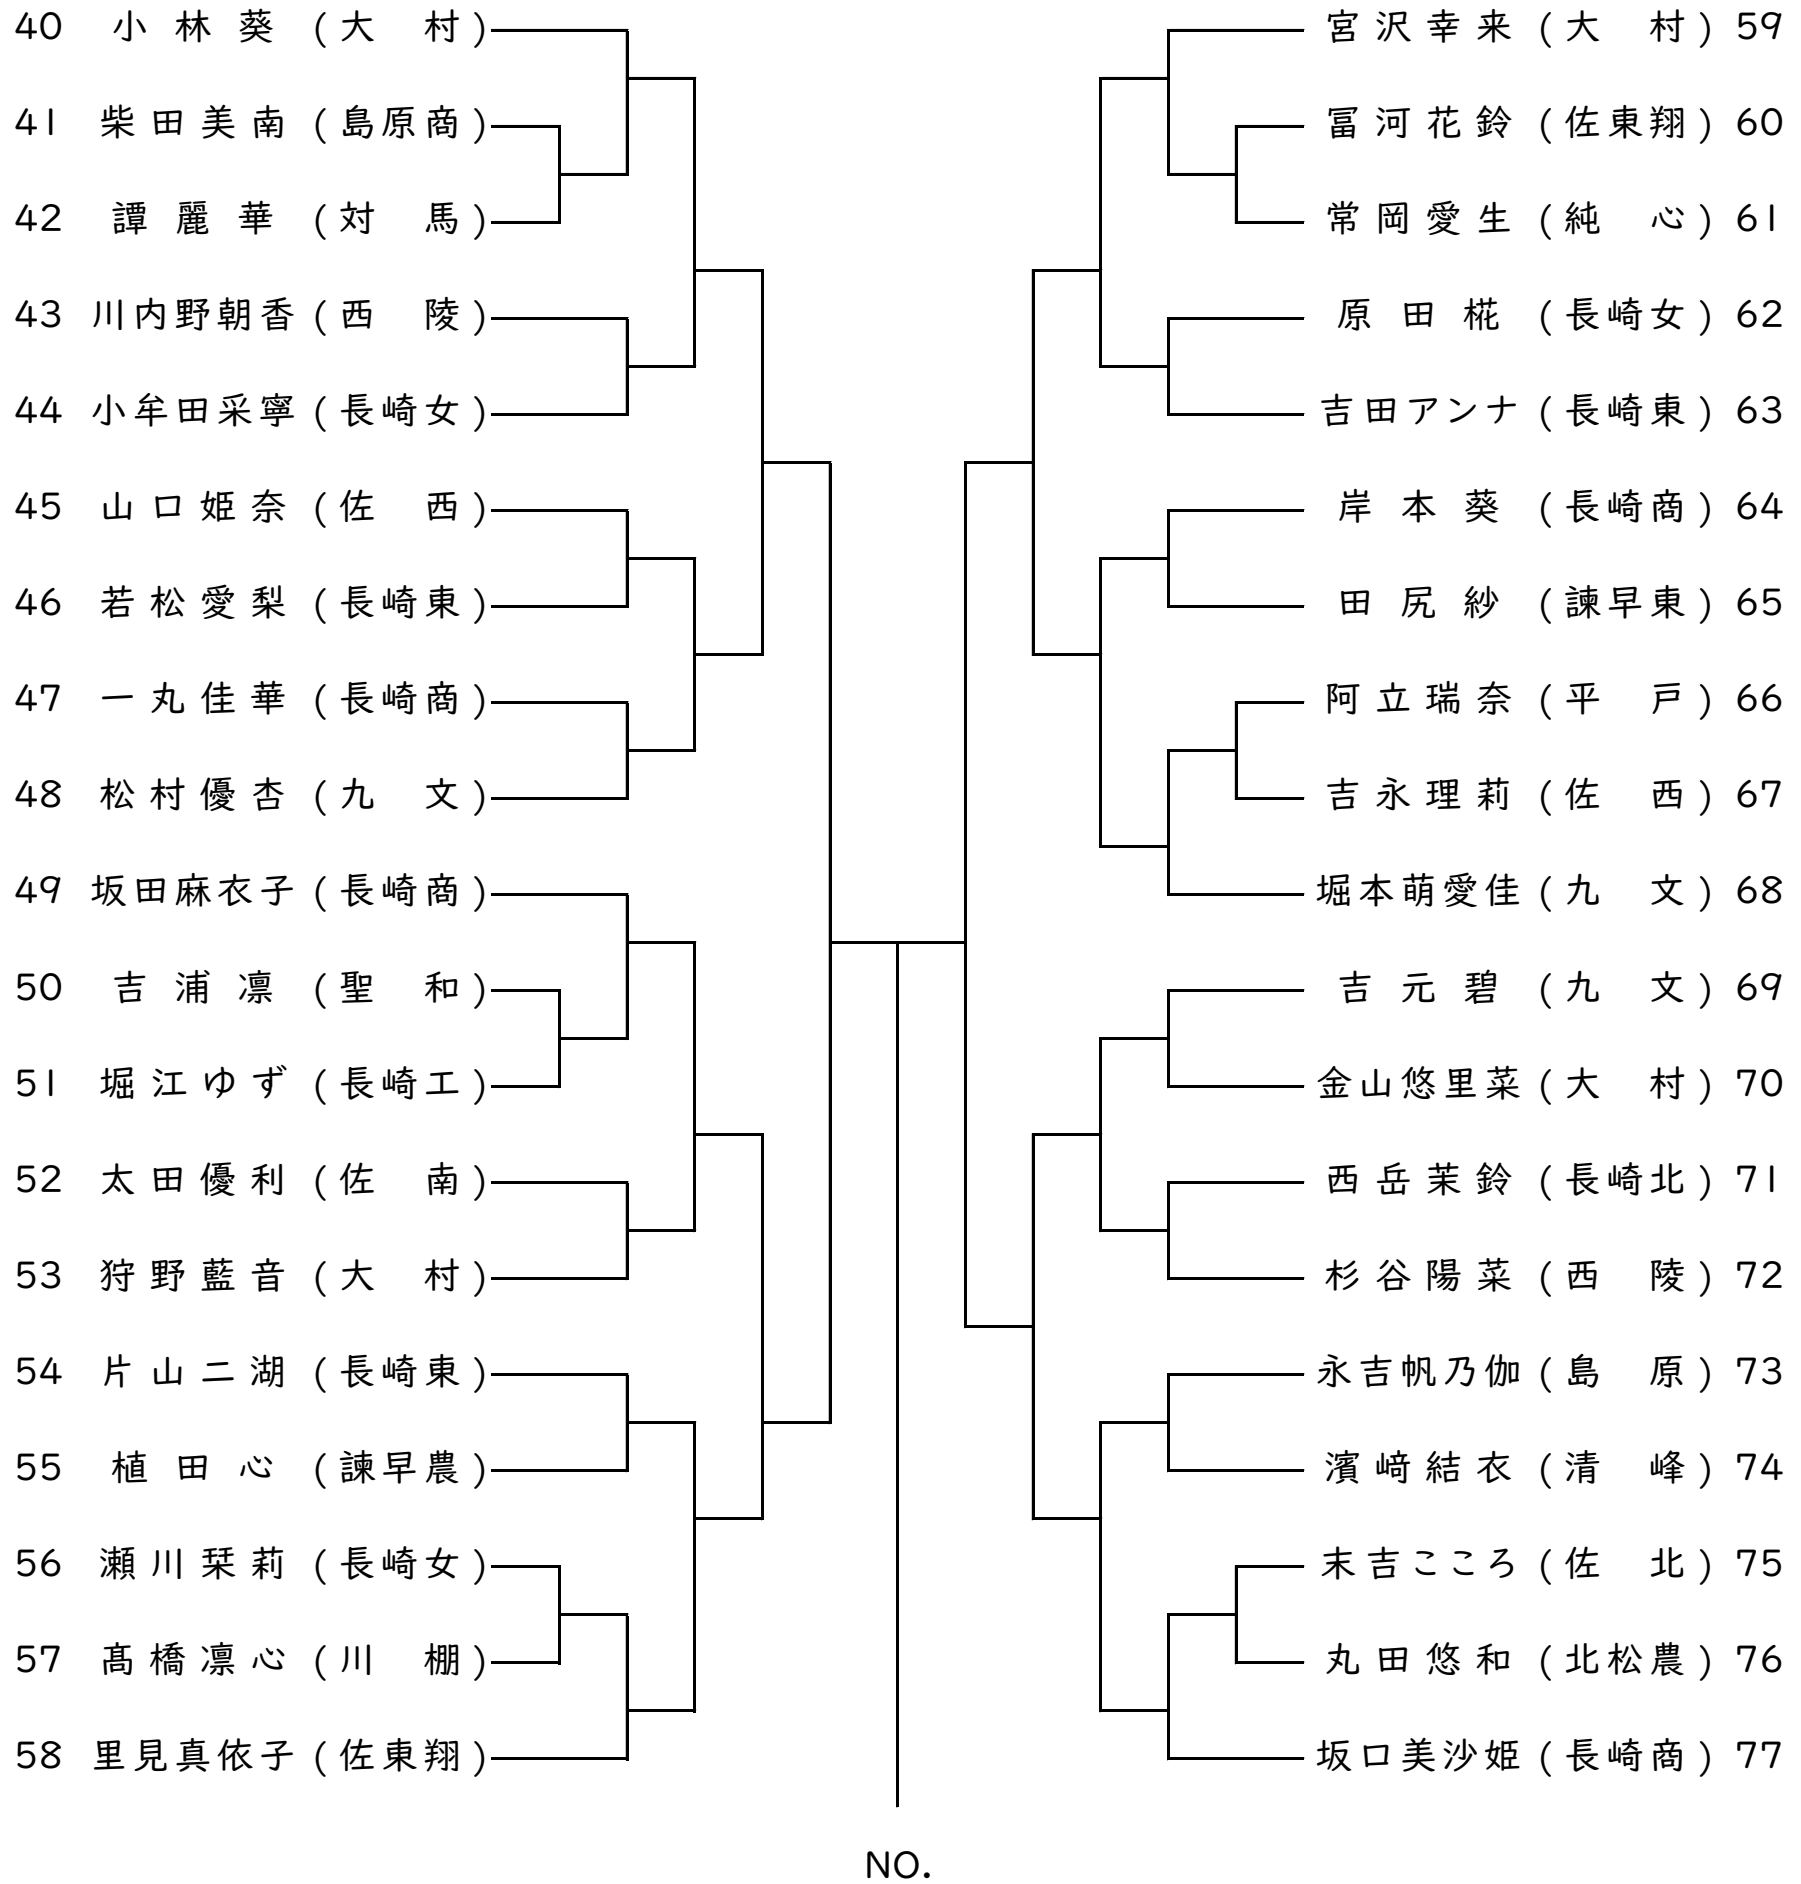 40 小林葵 (大 村)
41 柴田美南 (島原商)
42 譚麗華 (対 馬)
43 川内野朝香 (西 陵)
44 小牟田采寧 (長崎女)
45 山口姫奈 (佐 西)
46 若松愛梨 (長崎東)
47 一丸佳華 (長崎商)
48 松村優杏 (九 文)
49 坂田麻衣子 (長崎商)
50 吉浦凛 (聖 和)
51 堀江ゆず (長崎工)
52 太田優利 (佐 南)
53 狩野藍音 (大 村)
54 片山二湖 (長崎東)
55 植田心 (諫早農)
56 瀬川栞莉 (長崎女)
57 髙橋凛心 (川 棚)
58 里見真依子 (佐東翔)
宮沢幸来 (大 村) 59
冨河花鈴 (佐東翔) 60
常岡愛生 (純 心) 61
原田椛 (長崎女) 62
吉田アンナ (長崎東) 63
岸本葵 (長崎商) 64
田尻紗 (諫早東) 65
阿立瑞奈 (平 戸) 66
吉永理莉 (佐 西) 67
堀本萌愛佳 (九 文) 68
吉元碧 (九 文) 69
金山悠里菜 (大 村) 70
西岳茉鈴 (長崎北) 71
杉谷陽菜 (西 陵) 72
永吉帆乃伽 (島 原) 73
濱﨑結衣 (清 峰) 74
末吉こころ (佐 北) 75
丸田悠和 (北松農) 76
坂口美沙姫 (長崎商) 77
NO.